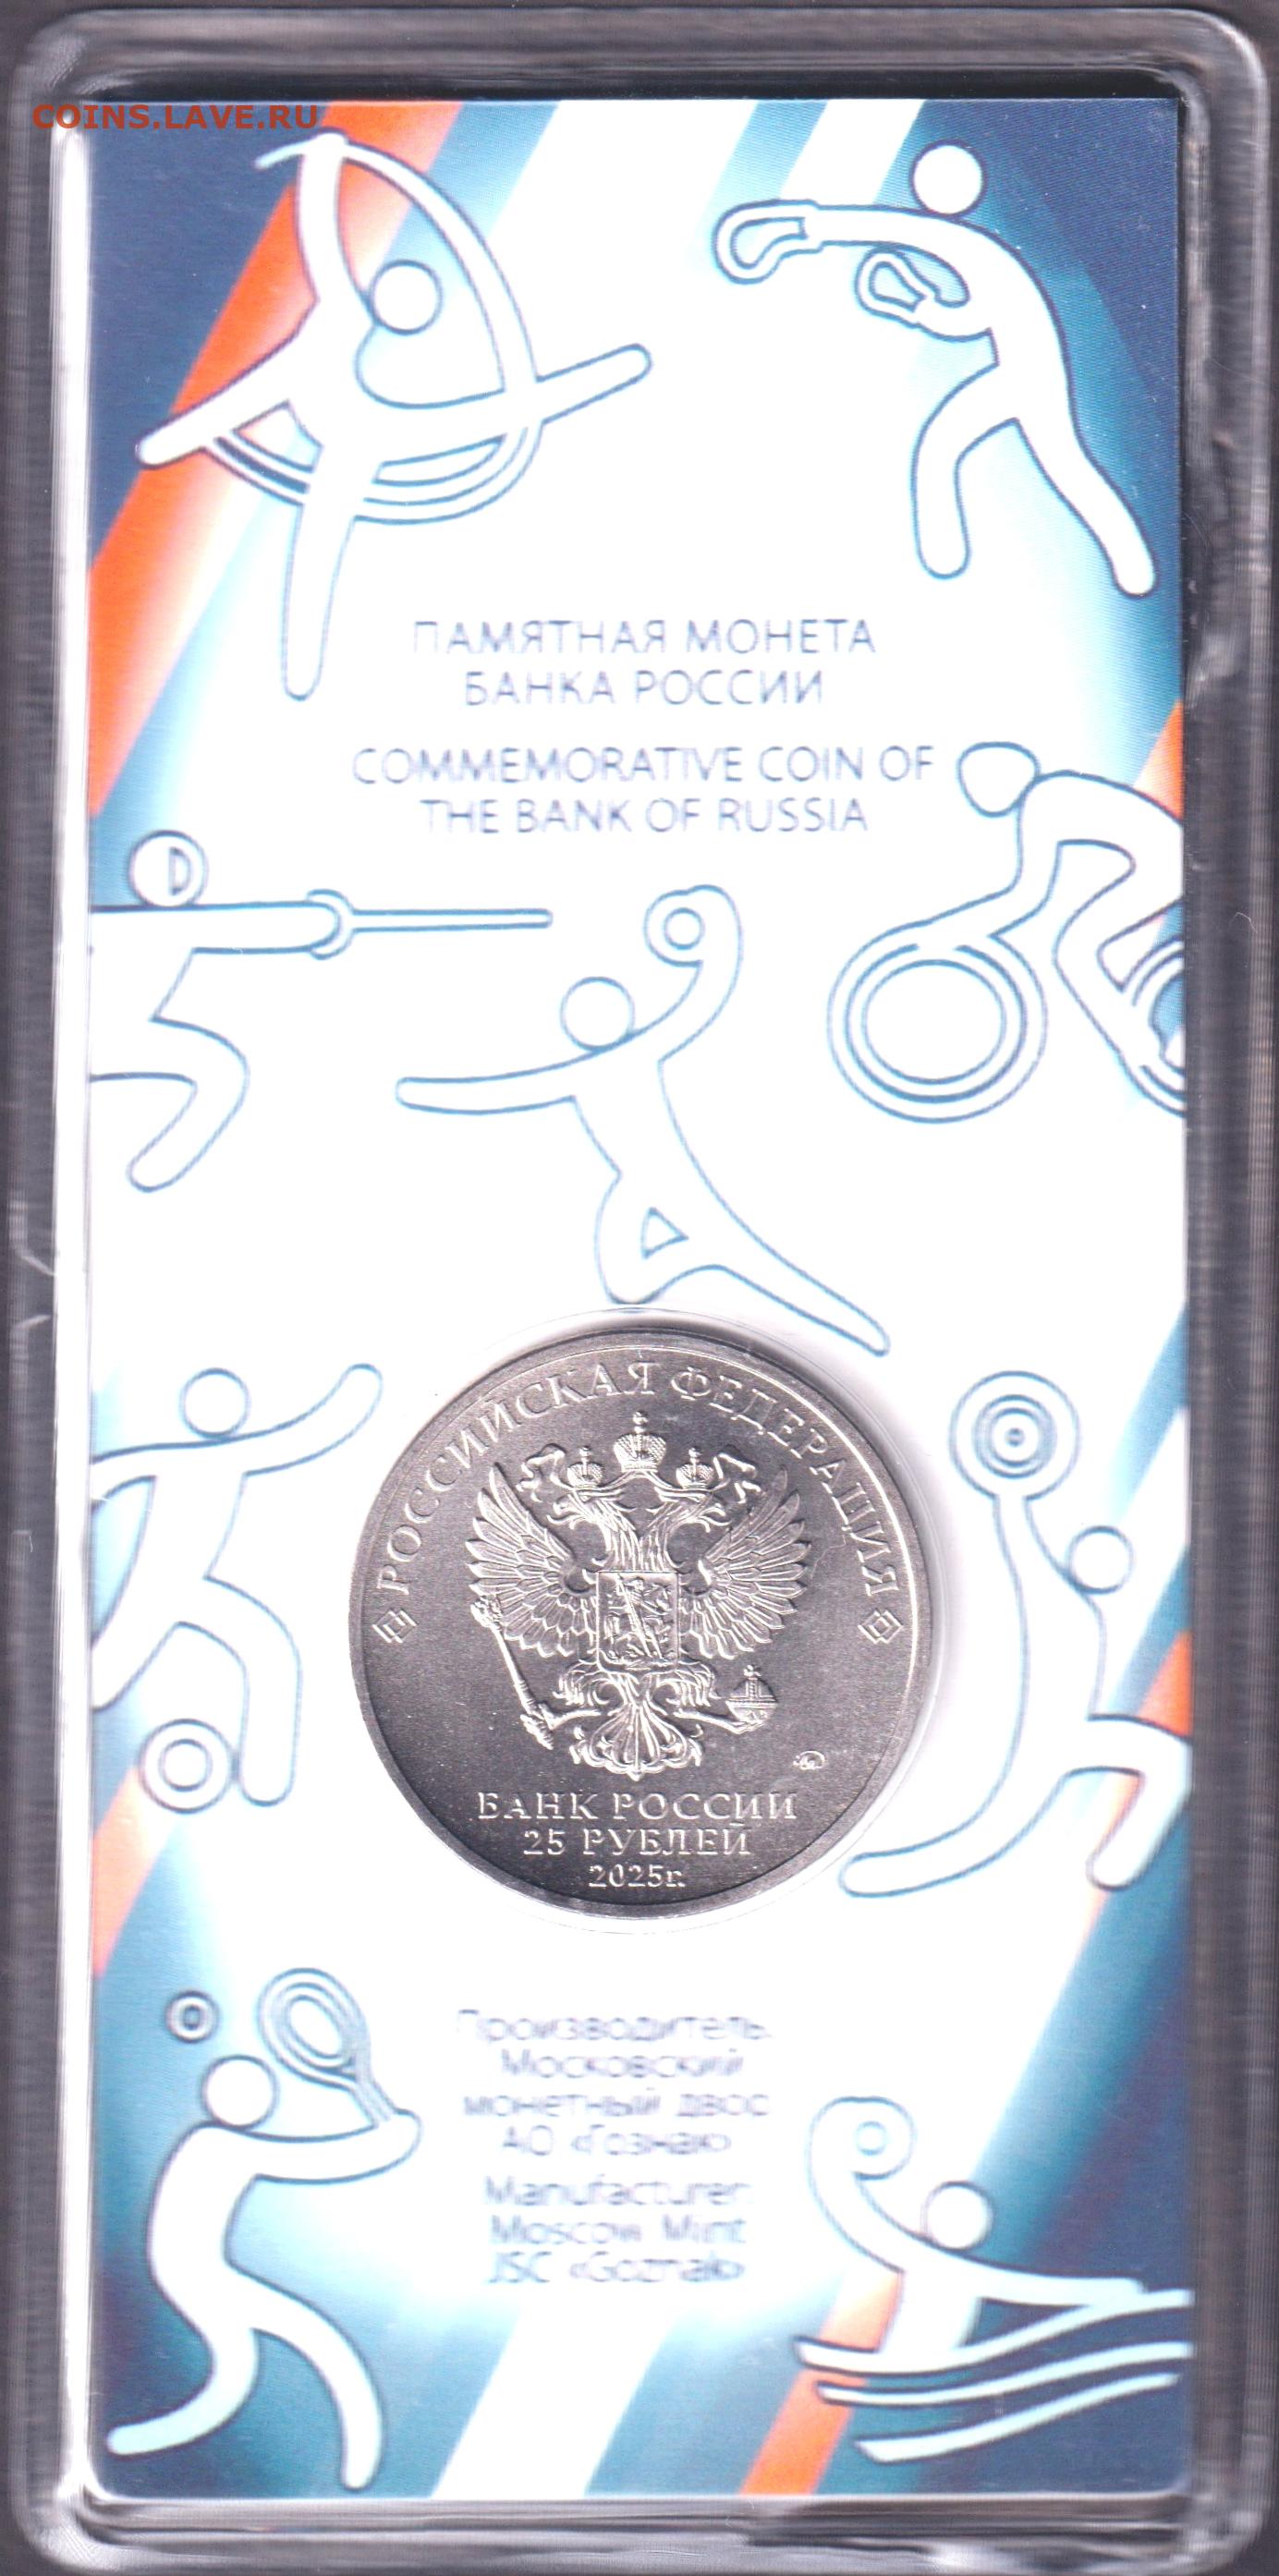 COINS.LAVE.RU
ПАМЯТНАЯ МОНЕТА
БАНКА РОССИИ
COMMEMORATIVE COIN OF
THE BANK OF RUSSIA
РОССИЙСКАЯ ФЕДЕРАЦИЯ
БАНК РОССИИ
25 РУБЛЕЙ
2025г.
Производитель:
Московский
монетный двор
АО «Гознак»
Manufacturer:
Moscow Mint
JSC «Goznak»